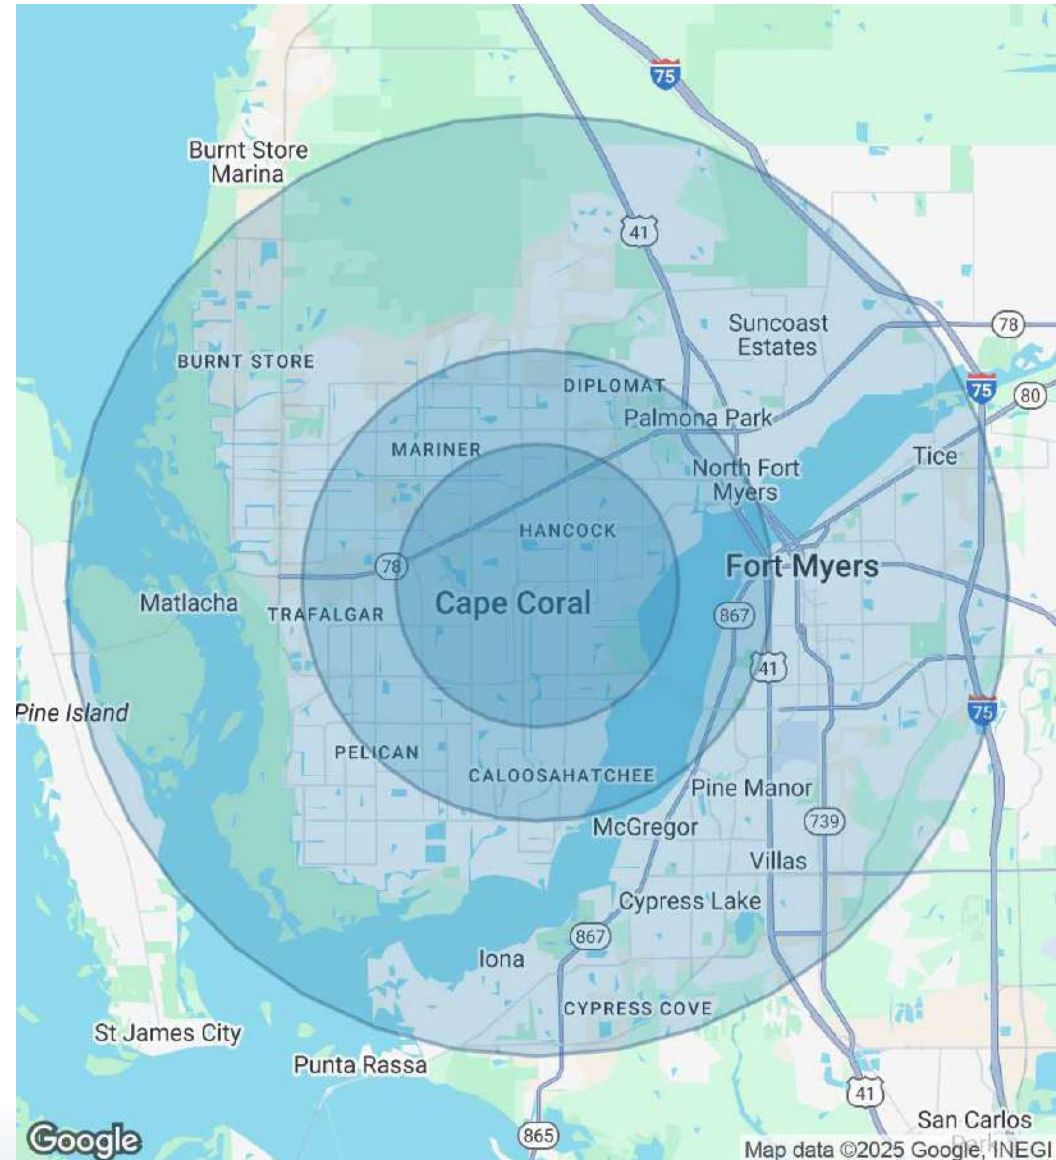 75
Burnt Store
Marina
41
Suncoast
Estates
78
BURNT STORE
DIPLOMAT
75
80
Palmona Park
MARINER
Tice
North Fort
Myers
HANCOCK
78
Fort Myers
Matlacha
Cape Coral
TRAFALGAR
867
41
Pine Island
75
PELICAN
CALOOSAHATCHEE
Pine Manor
McGregor
739
Villas
Cypress Lake
867
Iona
CYPRESS COVE
St James City
Punta Rassa
41
San Carlos
Park
865
Google
Map data ©2025 Google, INEGI